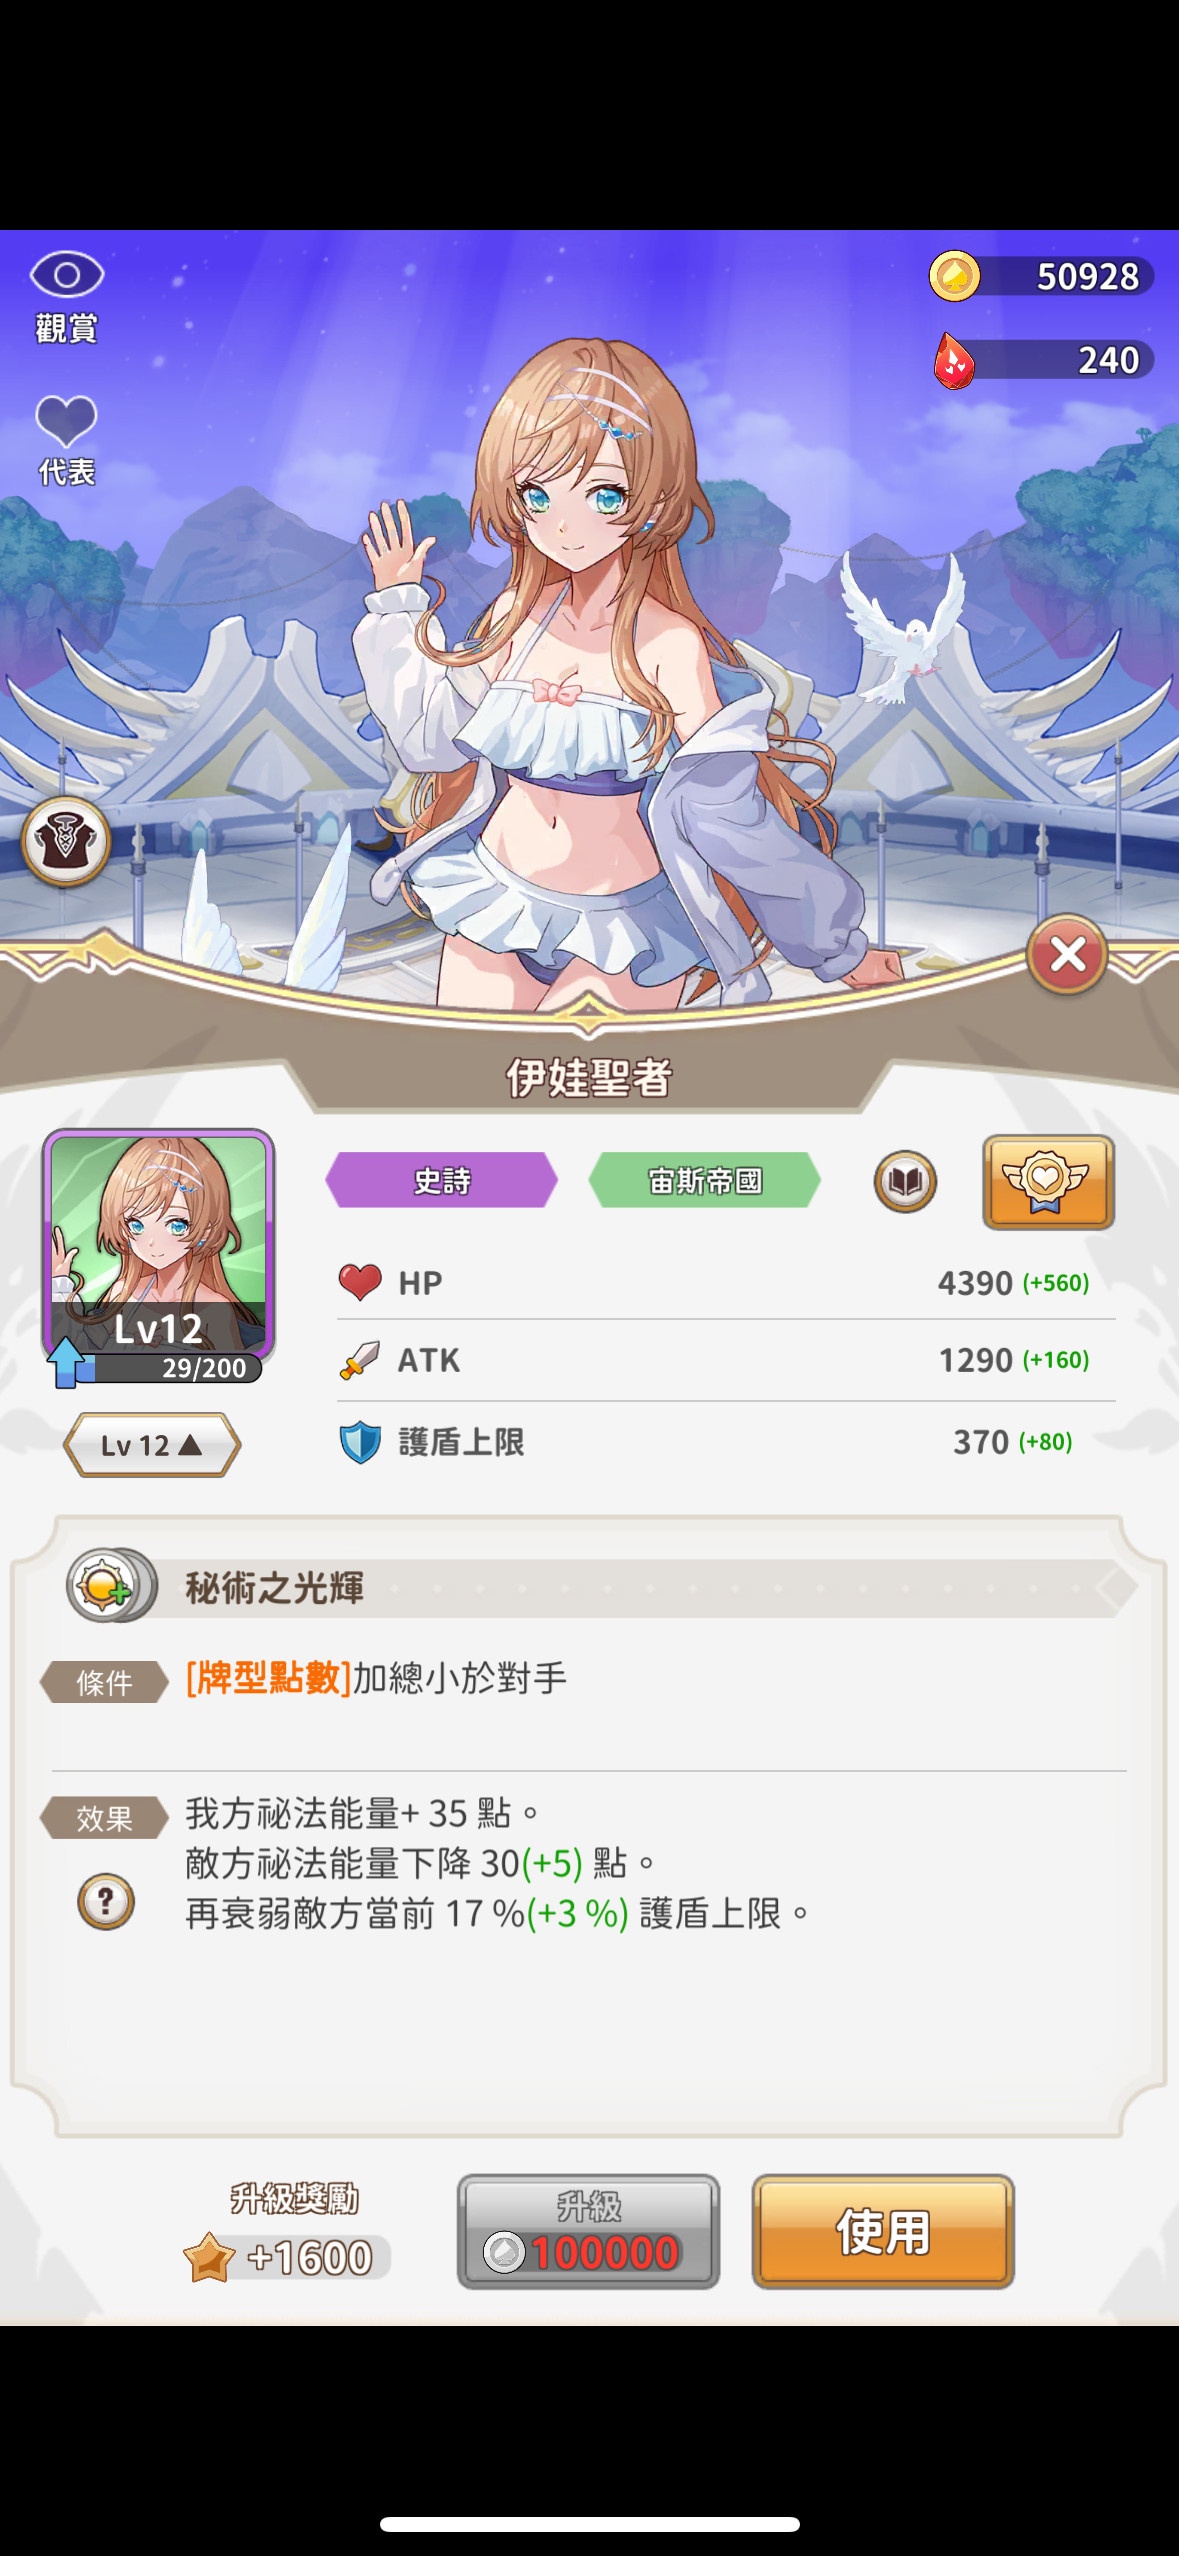 觀賞
50928
240
代表
伊娃聖者
史詩
宙斯帝國
Lv12
29/200
Lv 12 ▲
HP
4390 (+560)
ATK
1290 (+160)
護盾上限
370 (+80)
秘術之光輝
條件
[牌型點數]加總小於對手
效果
我方祕法能量+ 35 點。
敵方祕法能量下降 30(+5) 點。
再衰弱敵方當前 17 %(+3 %) 護盾上限。
?
升級獎勵
+1600
升級
100000
使用